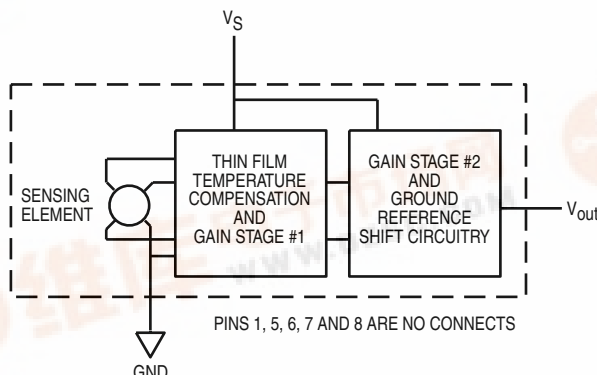 VS
THIN FILM
TEMPERATURE
COMPENSATION
AND
GAIN STAGE #1
GAIN STAGE #2
AND
GROUND
REFERENCE
SHIFT CIRCUITRY
SENSING
ELEMENT
Vout
PINS 1, 5, 6, 7 AND 8 ARE NO CONNECTS
GND